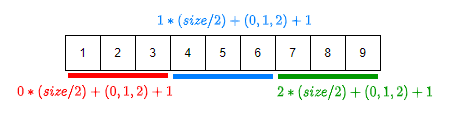 1 * (size/2) + (0, 1, 2) + 1
1 2 3 4 5 6 7 8 9
0 * (size/2) + (0, 1, 2) + 1 2 * (size/2) + (0, 1, 2) + 1